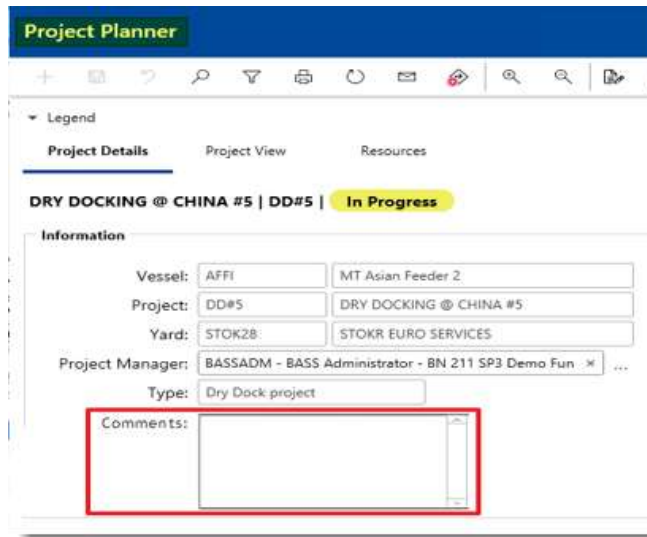 Project Planner
Legend
Project Details Project View Resources
DRY DOCKING @ CHINA #5 | DD#5 | In Progress
Information
Vessel: AFFI MT Asian Feeder 2
Project: DD#5 DRY DOCKING @ CHINA #5
Yard: STOK28 STOKR EURO SERVICES
Project Manager: BASSADM - BASS Administrator - BN 211 SP3 Demo Fun × ...
Type: Dry Dock project
Comments: